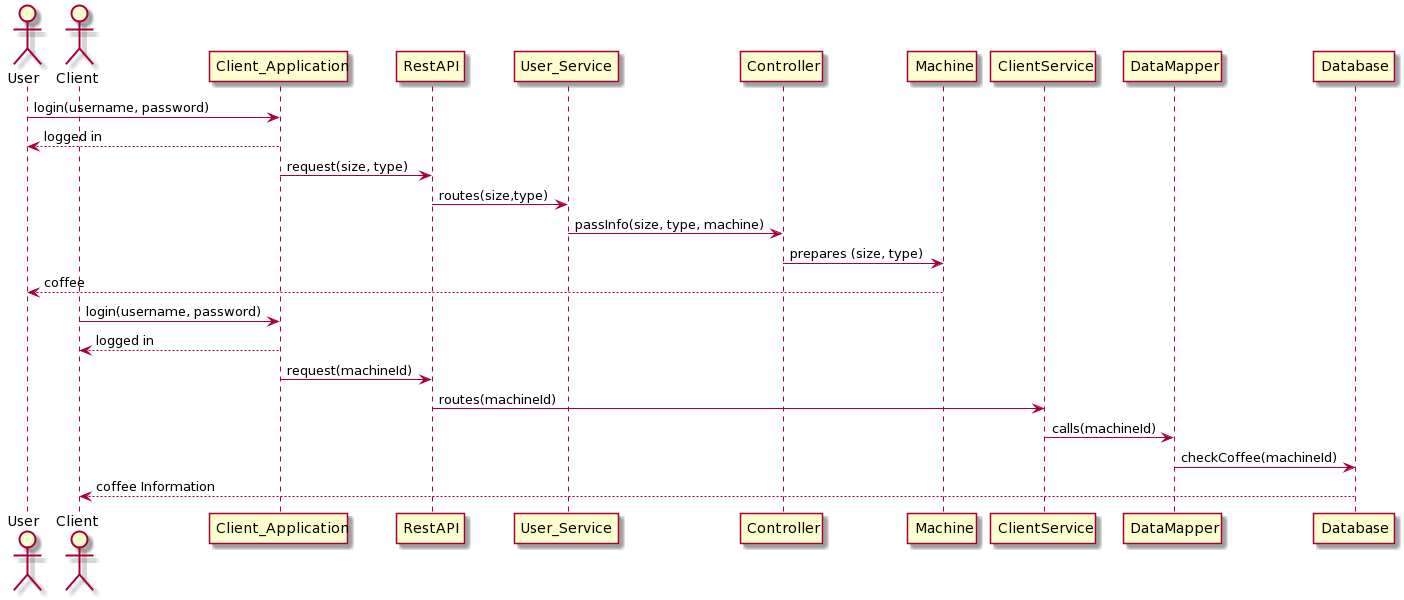 User
Client
Client_Application
RestAPI
User_Service
Controller
Machine
ClientService
DataMapper
Database
login(username, password)
logged in
request(size, type)
routes(size,type)
passInfo(size, type, machine)
prepares (size, type)
coffee
login(username, password)
logged in
request(machineId)
routes(machineId)
calls(machineId)
checkCoffee(machineId)
coffee Information
User
Client
Client_Application
RestAPI
User_Service
Controller
Machine
ClientService
DataMapper
Database